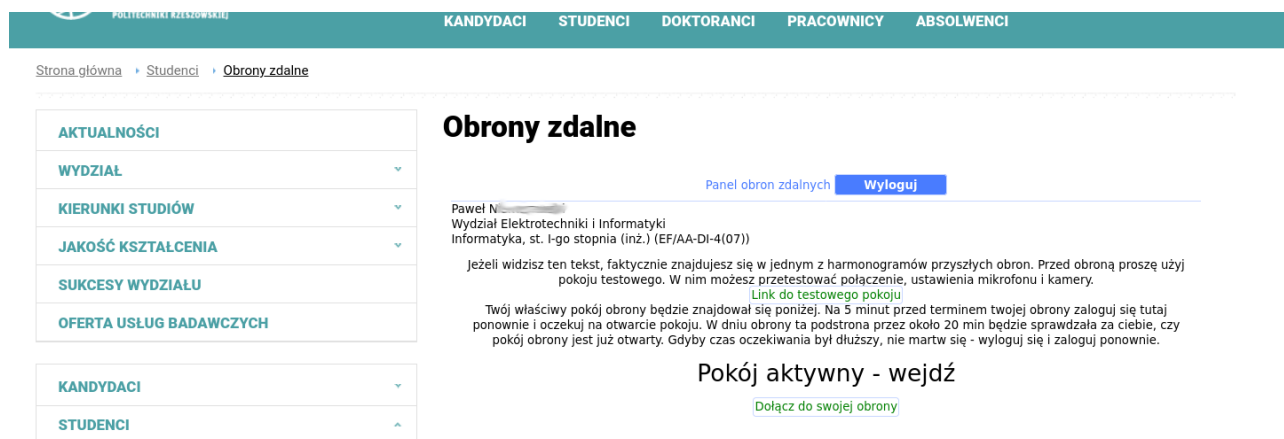 POLITECHNIKI RZESZOWSKIEJ
KANDYDACI STUDENCI DOKTORANCI PRACOWNICY ABSOLWENCI
Strona główna Studenci Obrony zdalne
AKTUALNOŚCI
WYDZIAŁ
KIERUNKI STUDIÓW
JAKOŚĆ KSZTAŁCENIA
SUKCESY WYDZIAŁU
OFERTA USŁUG BADAWCZYCH
KANDYDACI
STUDENCI
Obrony zdalne
Panel obron zdalnych Wyloguj
Paweł N
Wydział Elektrotechniki i Informatyki
Informatyka, st. I-go stopnia (inż.) (EF/AA-DI-4(07))
Jeżeli widzisz ten tekst, faktycznie znajdujesz się w jednym z harmonogramów przyszłych obron. Przed obroną proszę użyj
pokoju testowego. W nim możesz przetestować połączenie, ustawienia mikrofonu i kamery.
Link do testowego pokoju
Twój właściwy pokój obrony będzie znajdował się poniżej. Na 5 minut przed terminem twojej obrony zaloguj się tutaj
ponownie i oczekuj na otwarcie pokoju. W dniu obrony ta podstrona przez około 20 min będzie sprawdzała za ciebie, czy
pokój obrony jest już otwarty. Gdyby czas oczekiwania był dłuższy, nie martw się - wyloguj się i zaloguj ponownie.
Pokój aktywny - wejdź
Dołącz do swojej obrony